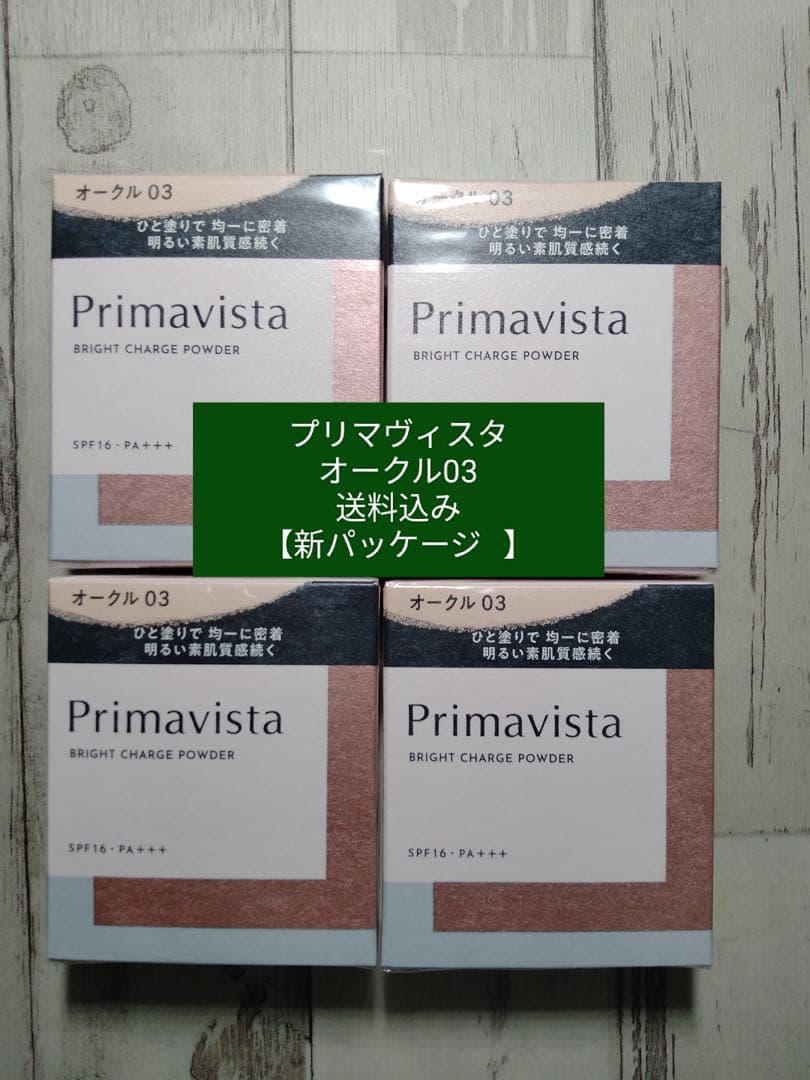 オークル 03
ひと塗りで 均一に密着
明るい素肌質感続く
Primavista
BRIGHT CHARGE POWDER
SPF16・PA+++
オークル 03
ひと塗りで 均一に密着
明るい素肌質感続く
Primavista
BRIGHT CHARGE POWDER
プリマヴィスタ
オークル03
送料込み
【新パッケージ 】
オークル 03
ひと塗りで 均一に密着
明るい素肌質感続く
Primavista
BRIGHT CHARGE POWDER
SPF16・PA+++
オークル 03
ひと塗りで 均一に密着
明るい素肌質感続く
Primavista
BRIGHT CHARGE POWDER
SPF16・PA+++